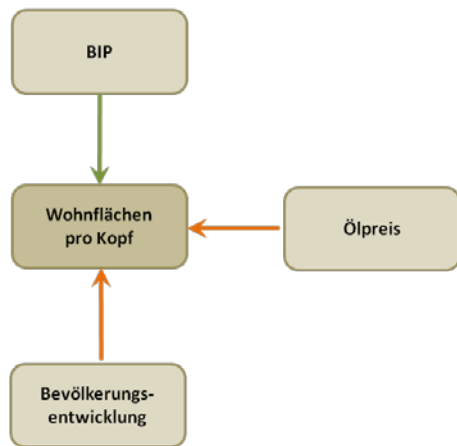 BIP
Wohnflächen
pro Kopf
Ölpreis
Bevölkerungs-
entwicklung